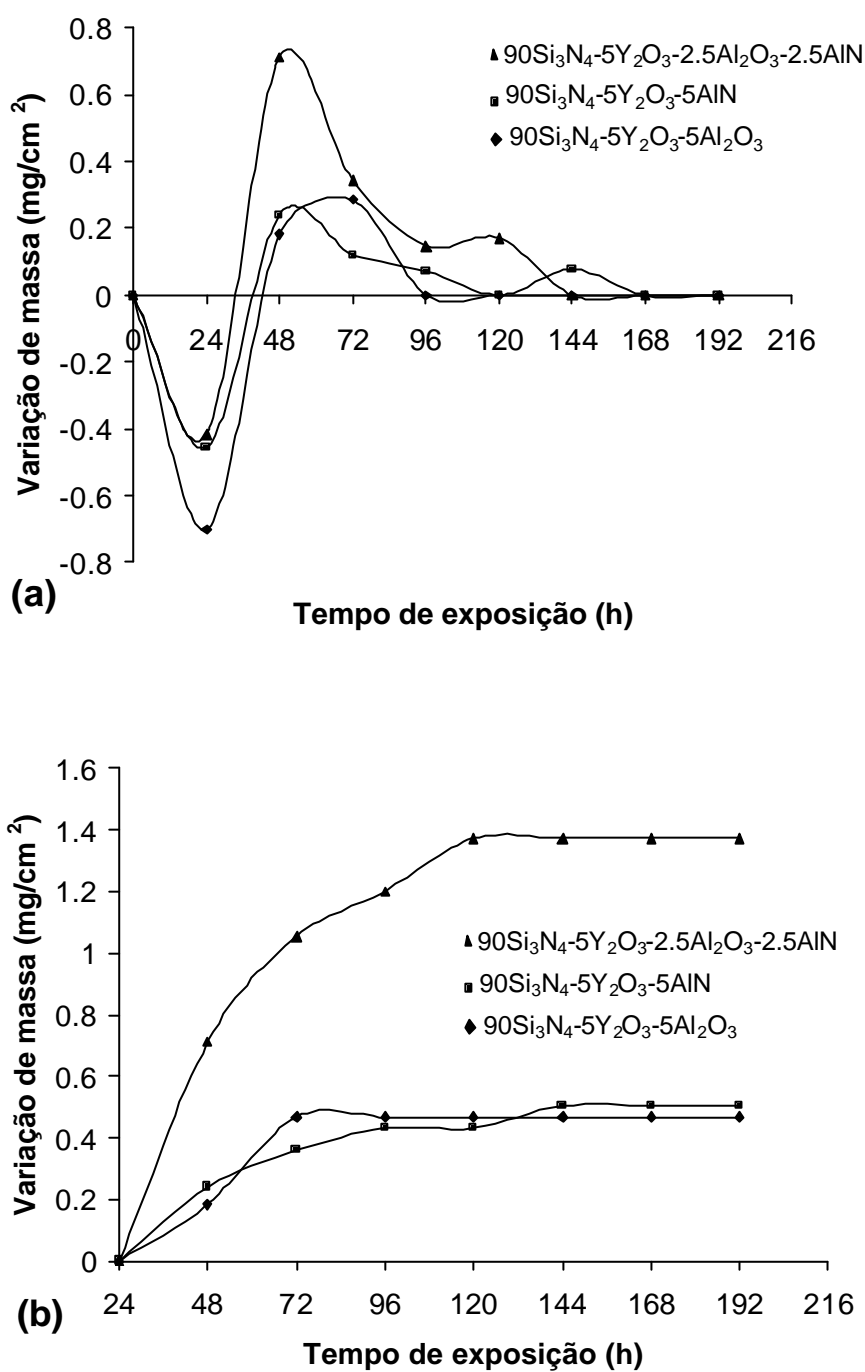 0.8
0.6
0.4
0.2
0
-0.2
-0.4
-0.6
-0.8
Variação de massa (mg/cm ²)
90Si₃N₄-5Y₂O₃-2.5Al₂O₃-2.5AlN
90Si₃N₄-5Y₂O₃-5AlN
90Si₃N₄-5Y₂O₃-5Al₂O₃
0 24 48 72 96 120 144 168 192 216
(a)
Tempo de exposição (h)
1.6
1.4
1.2
1
0.8
0.6
0.4
0.2
0
Variação de massa (mg/cm ²)
90Si₃N₄-5Y₂O₃-2.5Al₂O₃-2.5AlN
90Si₃N₄-5Y₂O₃-5AlN
90Si₃N₄-5Y₂O₃-5Al₂O₃
24 48 72 96 120 144 168 192 216
(b)
Tempo de exposição (h)